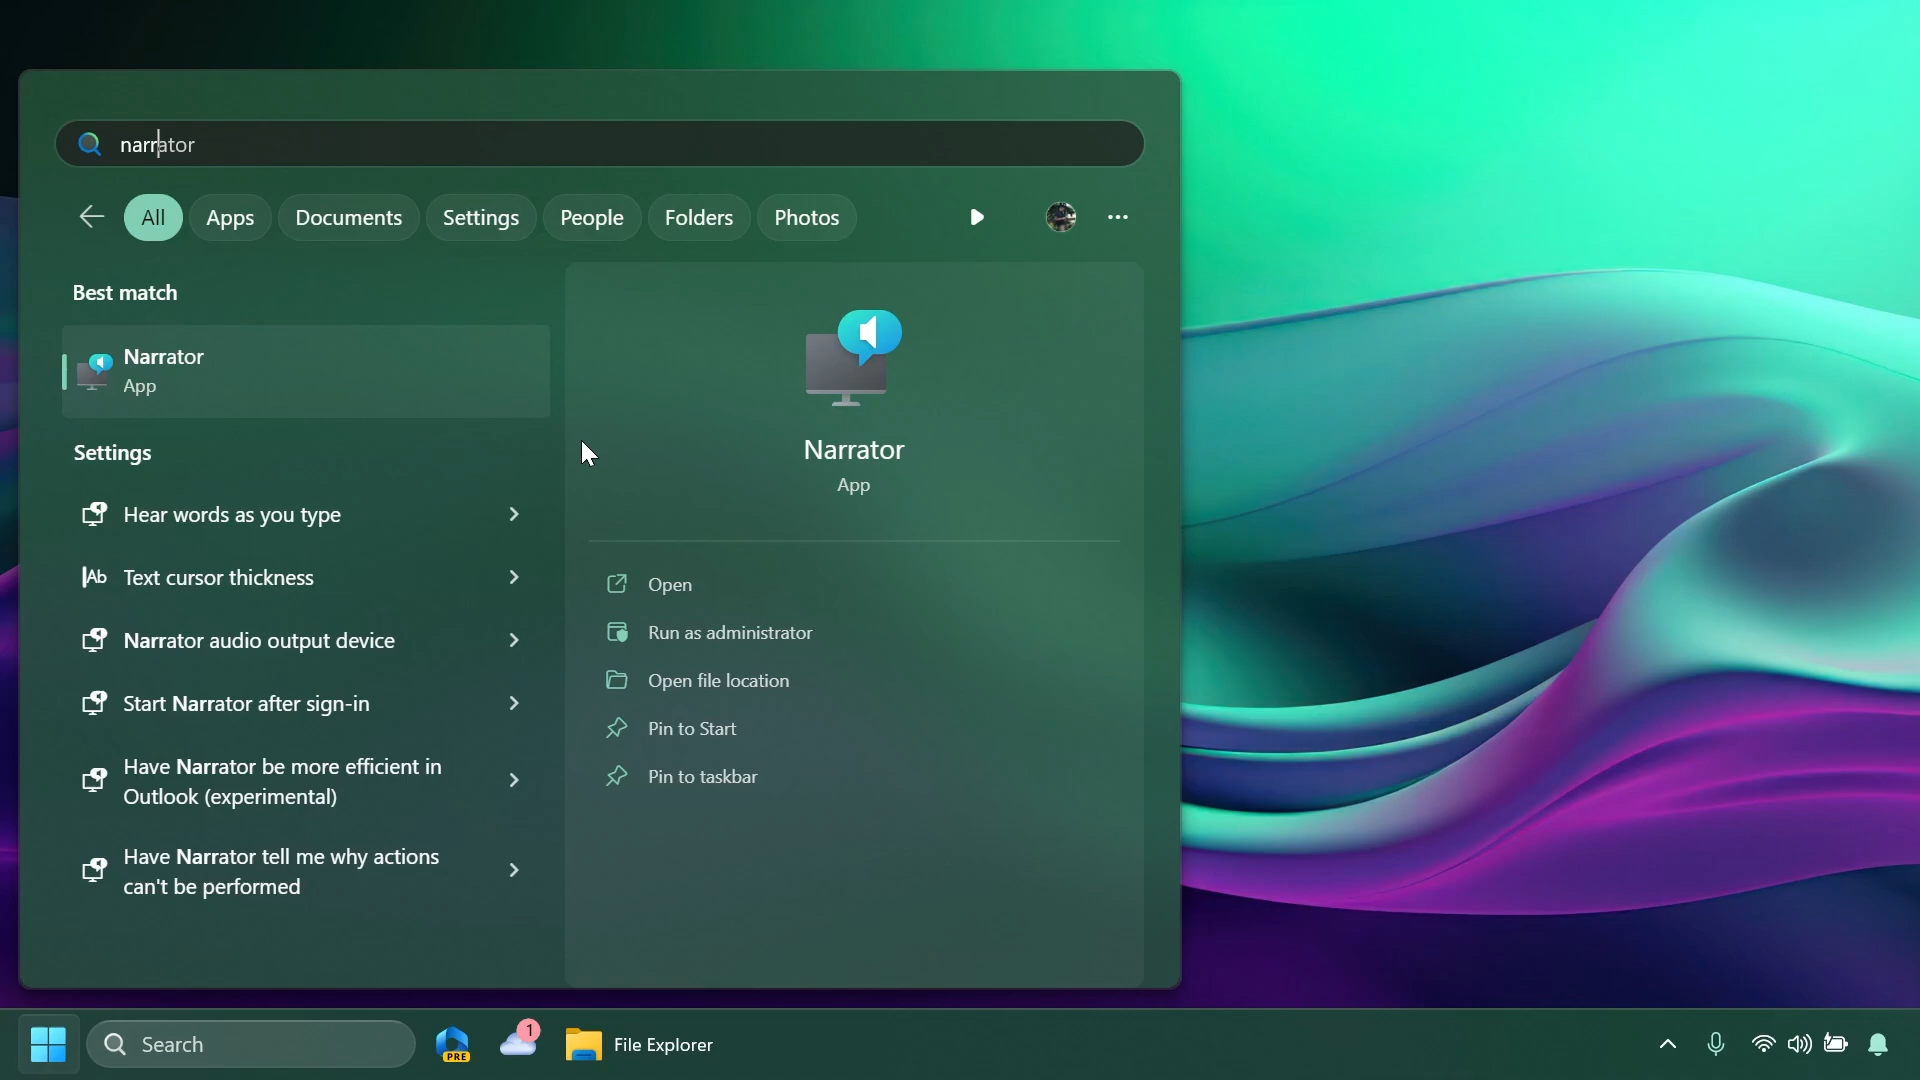 narrator
All
Apps
Documents
Settings
People
Folders
Photos
Best match
Narrator
App
Settings
Hear words as you type
Ab
Text cursor thickness
Narrator audio output device
Start Narrator after sign-in
Have Narrator be more efficient in
Outlook (experimental)
Have Narrator tell me why actions
can't be performed
Narrator
App
Open
Run as administrator
Open file location
Pin to Start
Pin to taskbar
Search
PRE
1
File Explorer